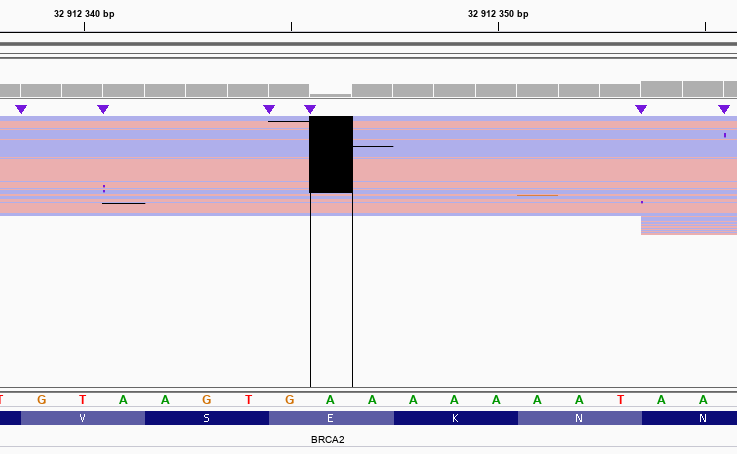 32 912 340 bp 32 912 350 bp
T G T A A G T G A A A A A A A T A A
V S E K N N
BRCA2